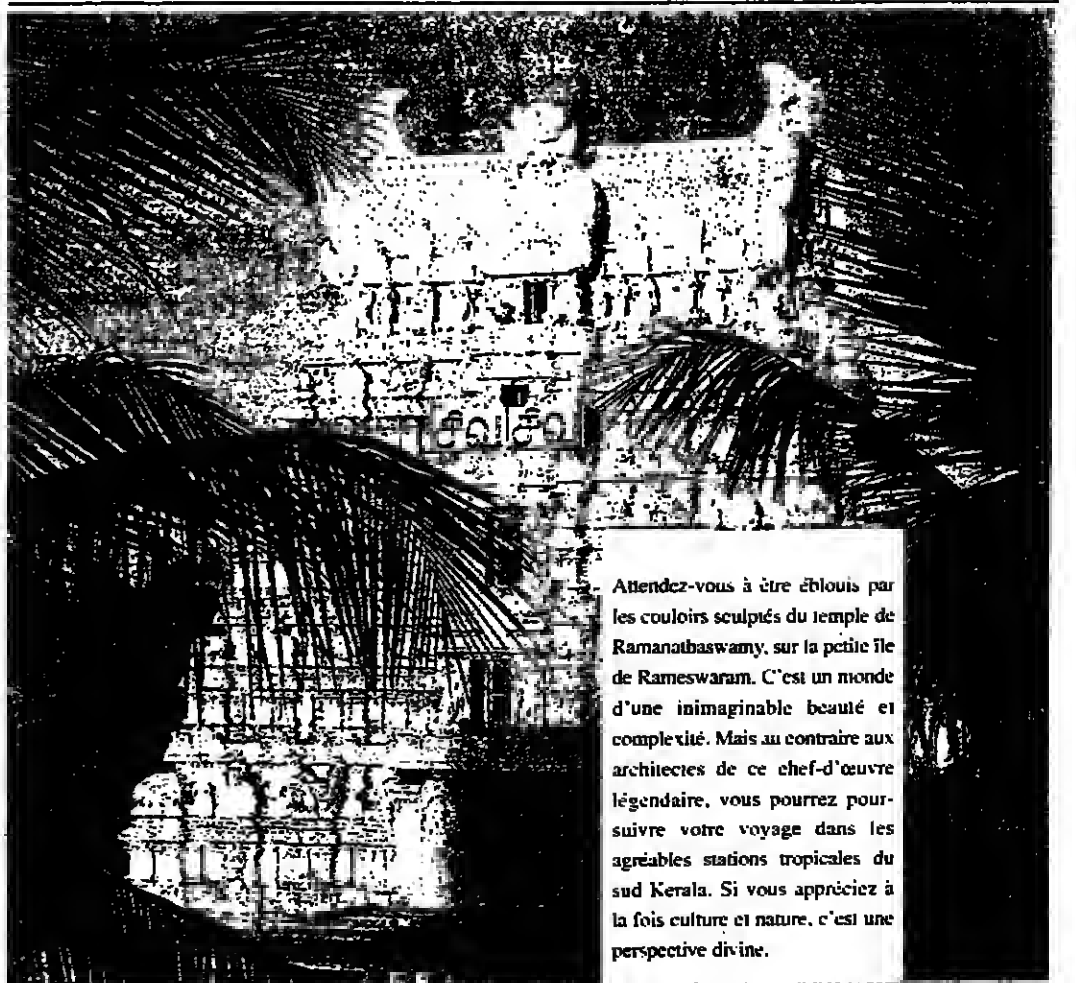 Attendez-vous à être éblouis par
les couloirs sculptés du temple de
Ramanathaswamy, sur la petite île
de Rameswaram. C'est un monde
d'une inimaginable beauté et
complexité. Mais au contraire aux
architectes de ce chef-d'œuvre
légendaire, vous pourrez pour-
suivre votre voyage dans les
agréables stations tropicales du
sud Kerala. Si vous appréciez à
la fois culture et nature, c'est une
perspective divine.